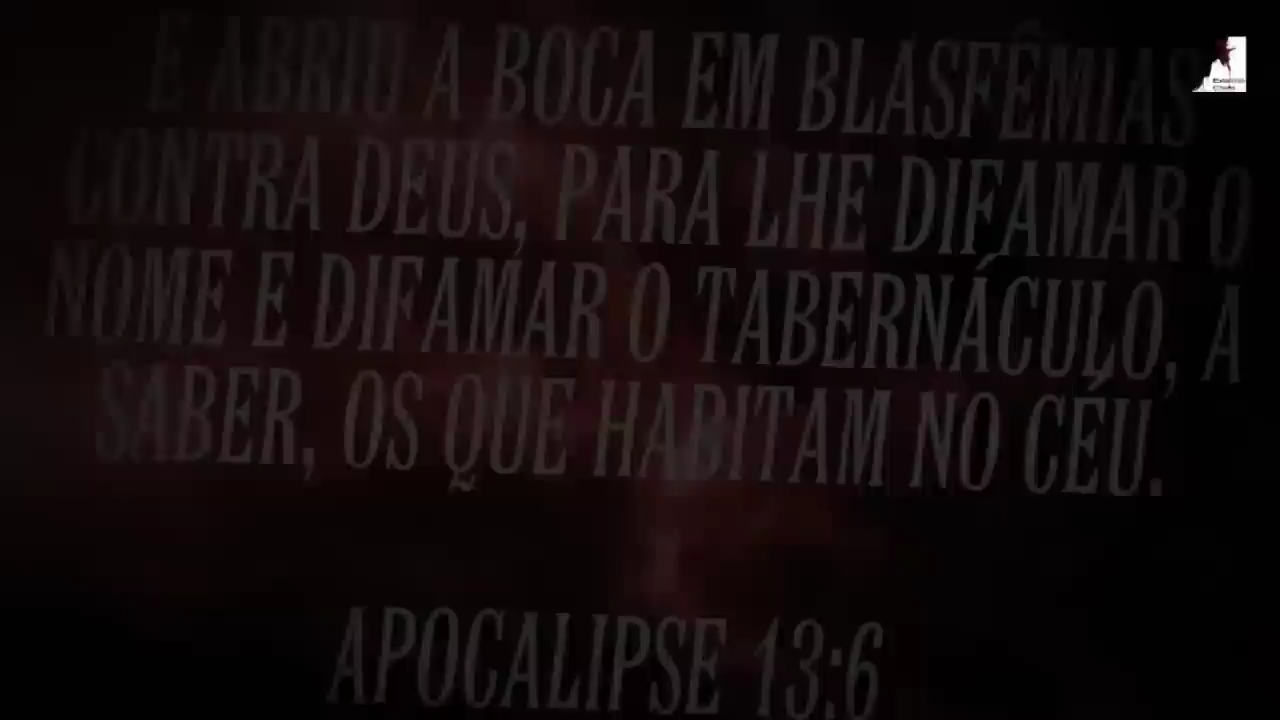 E ABRIU A BOCA EM BLASFÊMIAS
CONTRA DEUS, PARA LHE DIFAMAR O
NOME E DIFAMAR O TABERNÁCULO, A
SABER, OS QUE HABITAM NO CÉU.
APOCALIPSE 13:6